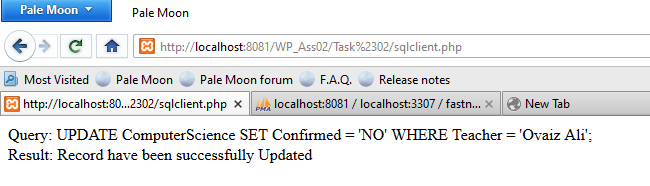 Pale Moon
Pale Moon
http://localhost:8081/WP_Ass02/Task%2302/sqlclient.php
Most Visited Pale Moon Pale Moon forum F.A.Q. Release notes
http://localhost:80...2302/sqlclient.php localhost:8081 / localhost:3307 / fastn... New Tab
Query: UPDATE ComputerScience SET Confirmed = 'NO' WHERE Teacher = 'Ovaiz Ali';
Result: Record have been successfully Updated